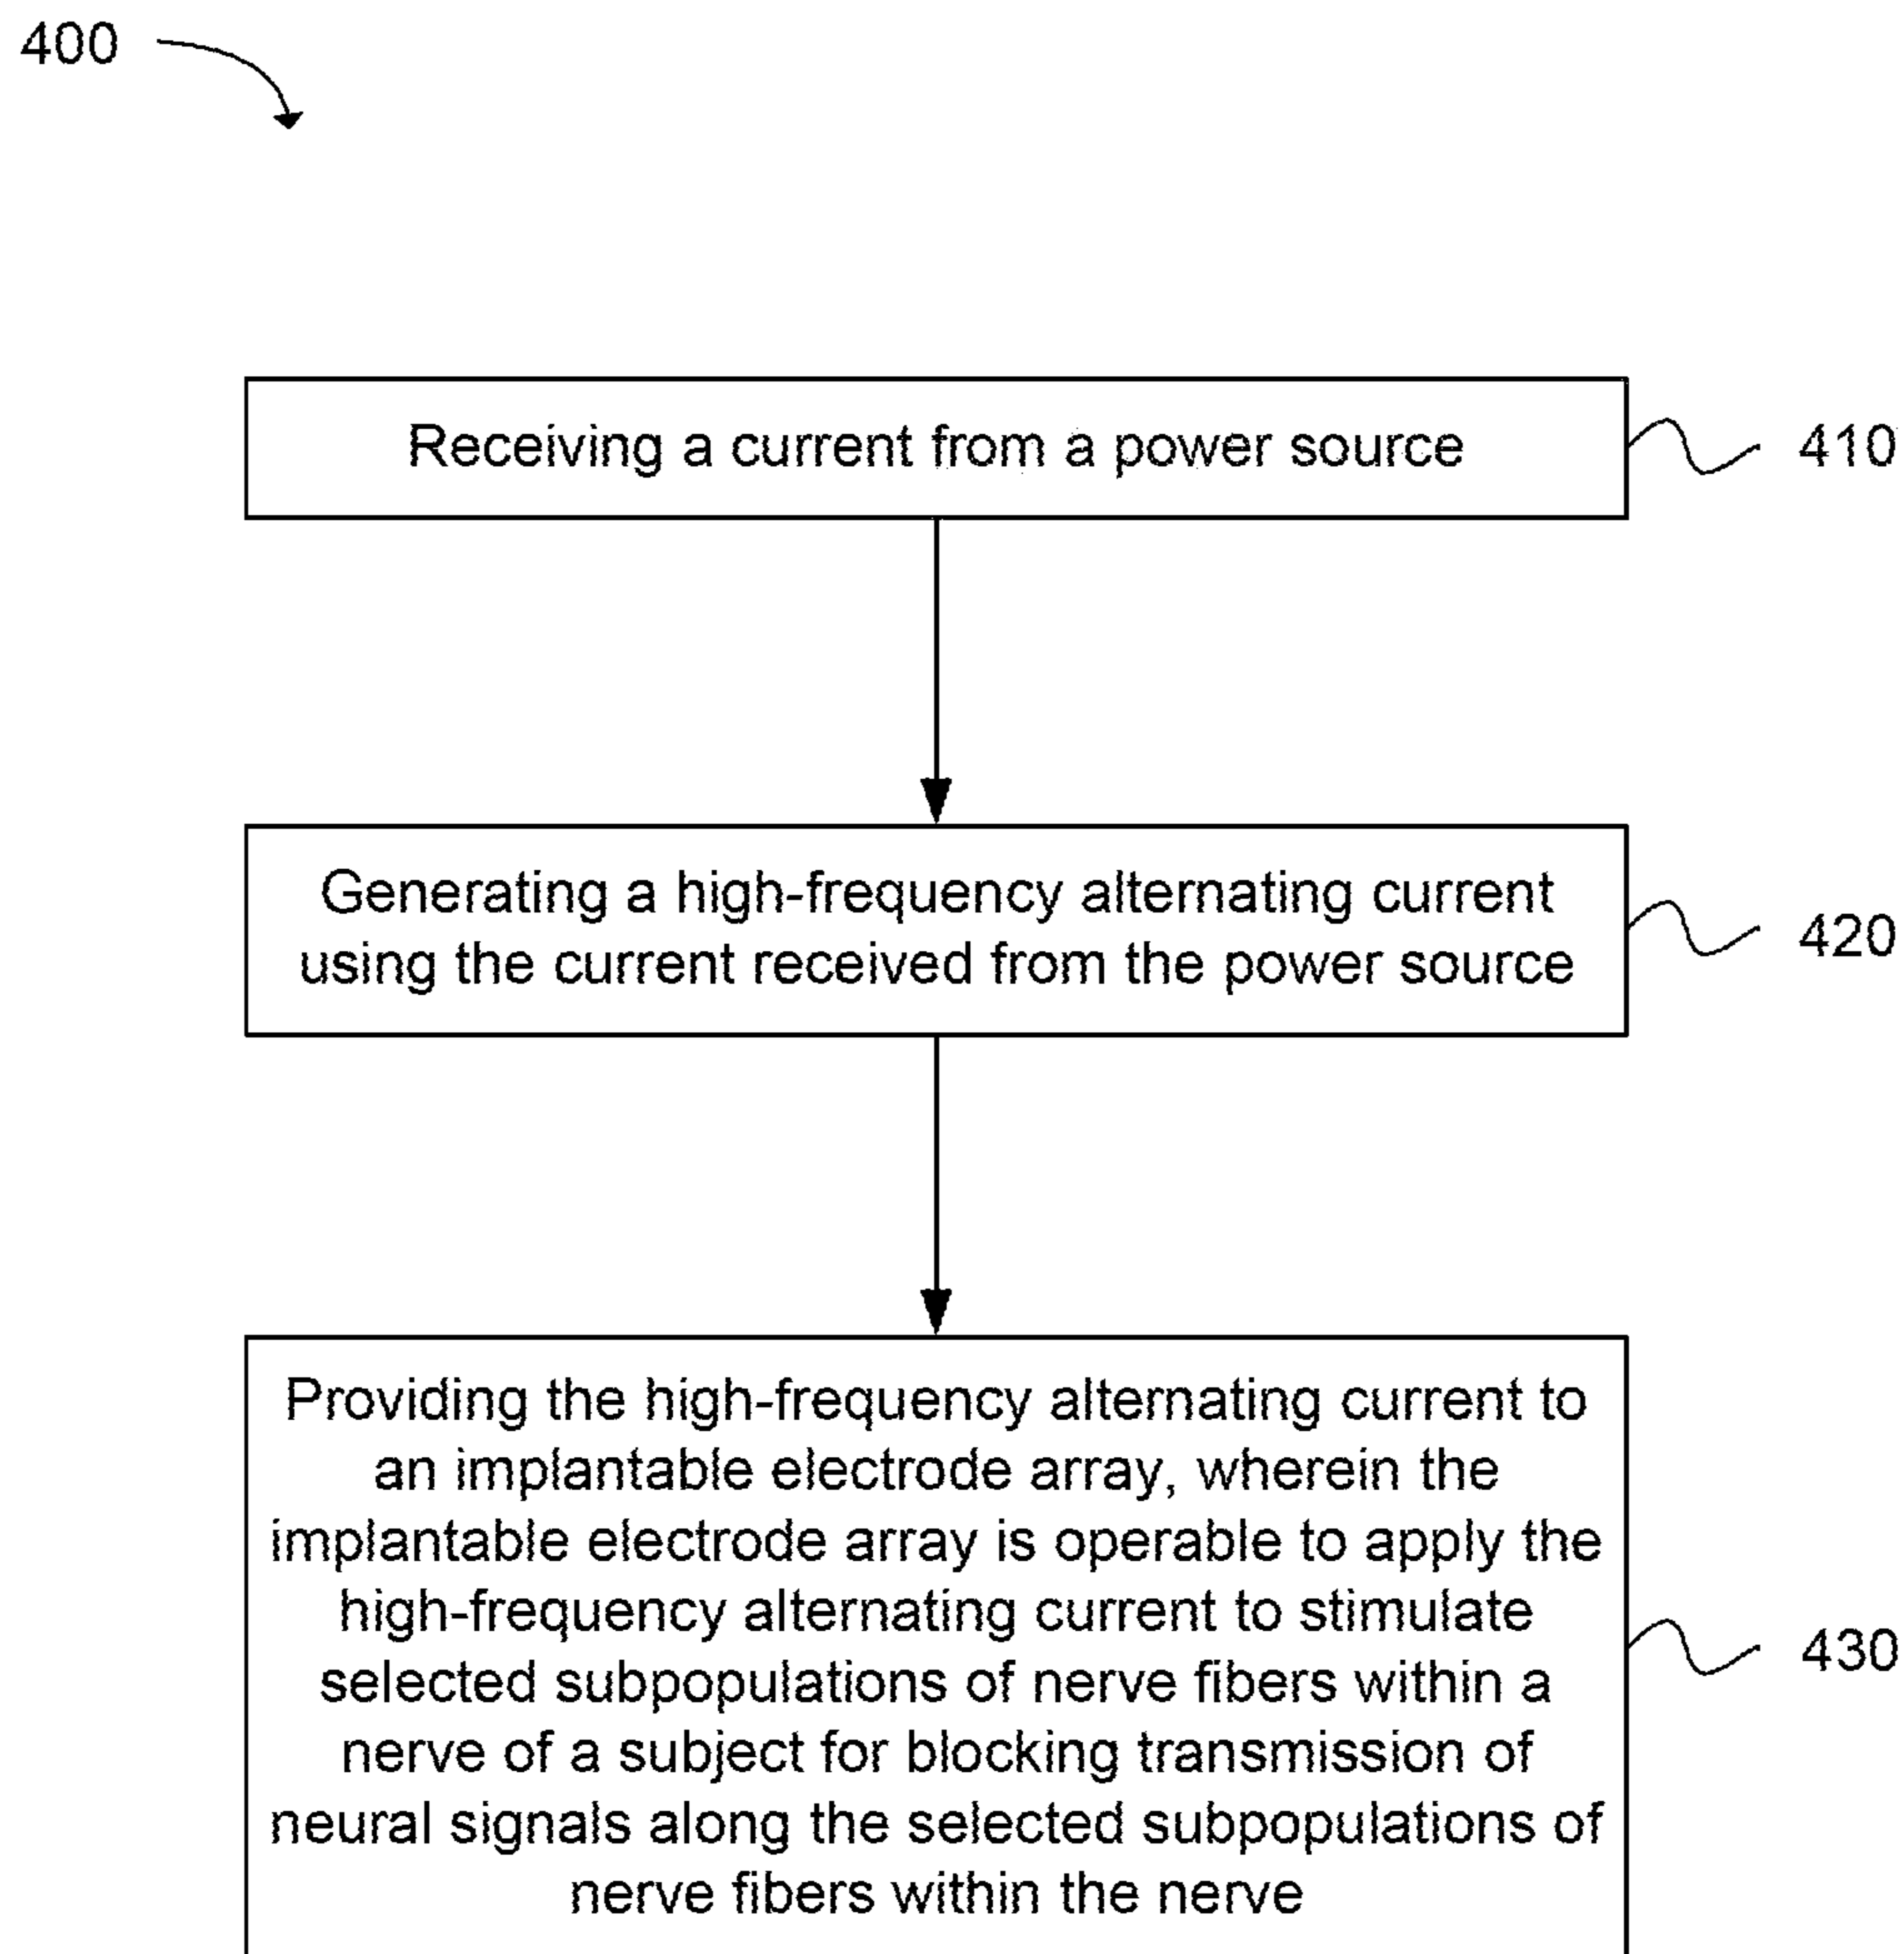 400
Receiving a current from a power source
410
Generating a high-frequency alternating current
using the current received from the power source
420
Providing the high-frequency alternating current to
an implantable electrode array, wherein the
implantable electrode array is operable to apply the
high-frequency alternating current to stimulate
selected subpopulations of nerve fibers within a
nerve of a subject for blocking transmission of
neural signals along the selected subpopulations of
nerve fibers within the nerve
430